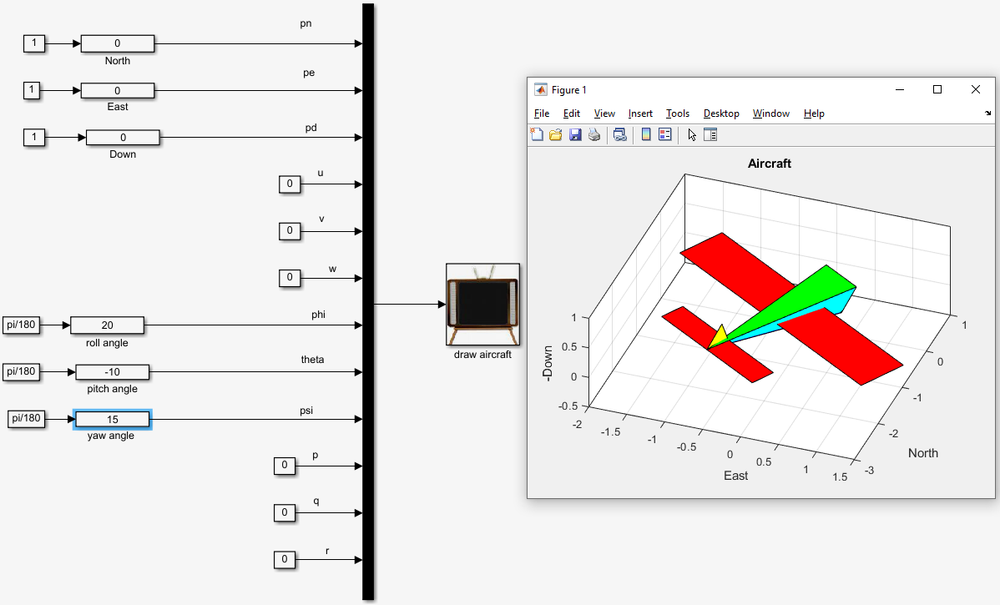 pn
1
0
North
pe
1
0
East
pd
1
0
Down
u
0
v
0
w
0
phi
pi/180
20
roll angle
theta
pi/180
-10
pitch angle
psi
pi/180
15
yaw angle
p
0
q
0
r
0
draw aircraft
Figure 1
File Edit View Insert Tools Desktop Window Help
Aircraft
1
0.5
0
-0.5
-Down
-2
-1.5
-1
-0.5
0
0.5
1
1.5
East
1
0
-1
-2
-3
North